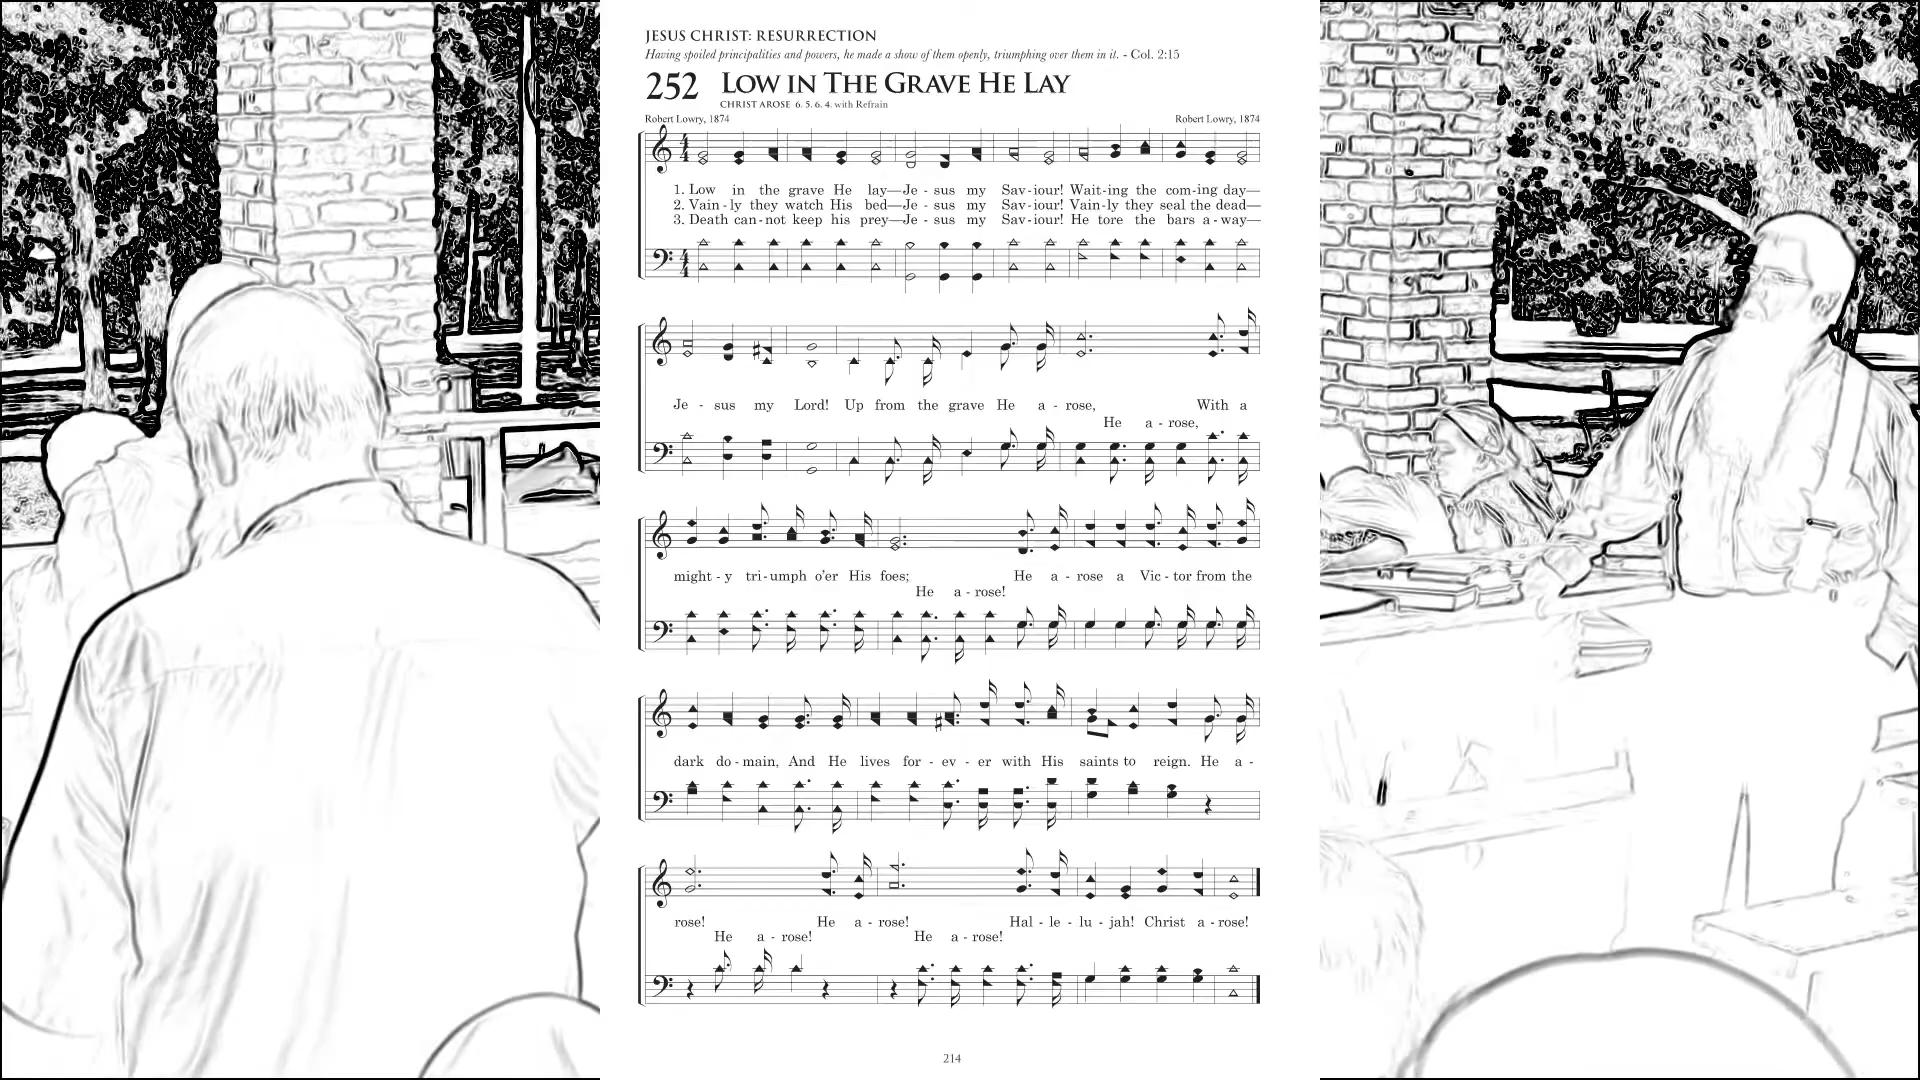 JESUS CHRIST: RESURRECTION
Having spoiled principalities and powers, he made a show of them openly, triumphing over them in it. - Col. 2:15
252 LOW IN THE GRAVE HE LAY
CHRIST AROSE 6. 5. 6. 4. with Refrain
Robert Lowry, 1874 Robert Lowry, 1874
1. Low in the grave He lay—Je - sus my Sav - iour! Wait - ing the com - ing day—
2. Vain - ly they watch His bed—Je - sus my Sav - iour! Vain - ly they seal the dead—
3. Death can - not keep his prey—Je - sus my Sav - iour! He tore the bars a - way—
Je - sus my Lord! Up from the grave He a - rose, With a
He a - rose,
might - y tri - umph o'er His foes; He a - rose a Vic - tor from the
He a - rose!
dark do - main, And He lives for - ev - er with His saints to reign. He a -
rose! He a - rose! Hal - le - lu - jah! Christ a - rose!
He a - rose! He a - rose!
214